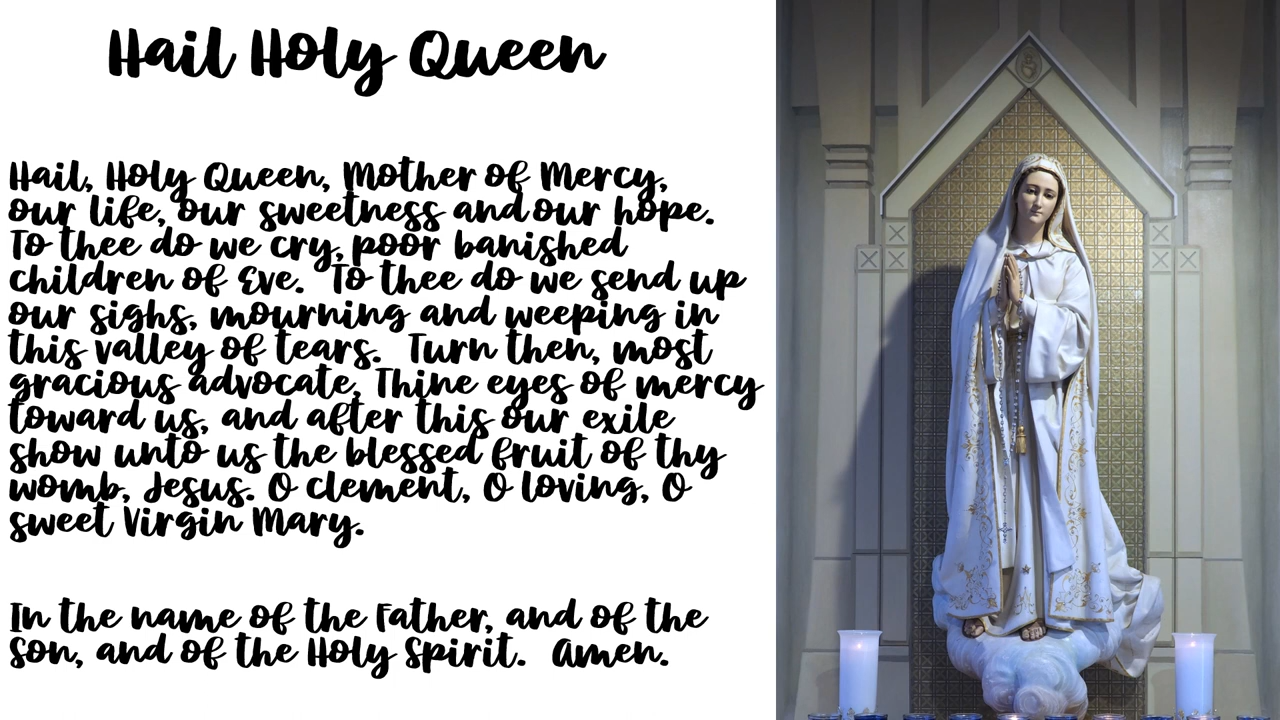 Hail Holy Queen
Hail, Holy Queen, Mother of Mercy,
our life, our sweetness and our hope.
To thee do we cry, poor banished
children of Eve. To thee do we send up
our sighs, mourning and weeping in
this valley of tears. Turn then, most
gracious advocate, Thine eyes of mercy
toward us, and after this our exile
show unto us the blessed fruit of thy
womb, Jesus. O clement, O loving, O
sweet Virgin Mary.
In the name of the Father, and of the
Son, and of the Holy Spirit. Amen.